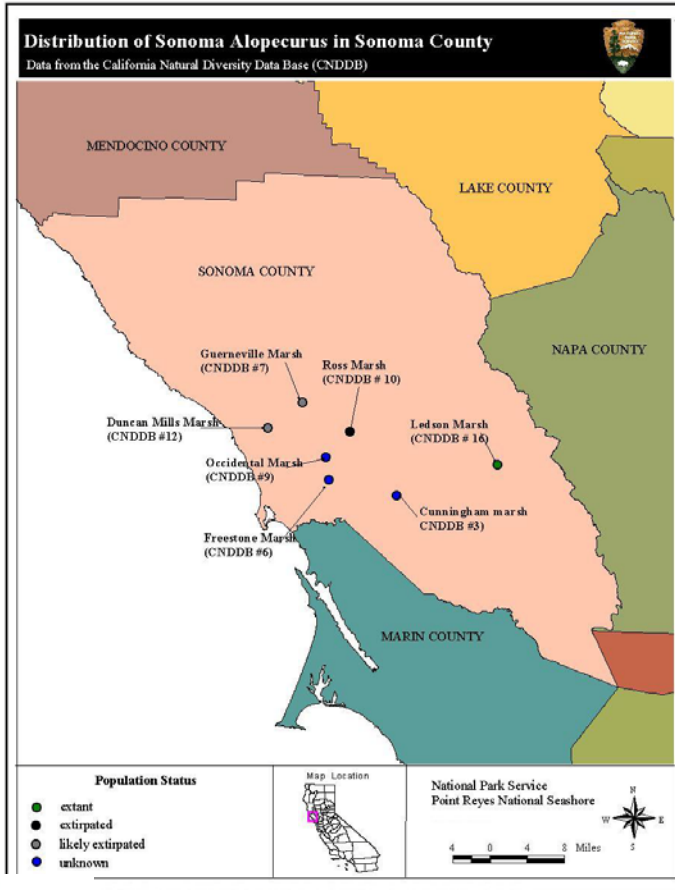 Distribution of Sonoma Alopecurus in Sonoma County
Data from the California Natural Diversity Data Base (CNDDB)
MENDOCINO COUNTY
LAKE COUNTY
SONOMA COUNTY
NAPA COUNTY
Guerneville Marsh
(CNDDB #7)
Ross Marsh
(CNDDB # 10)
Duncan Mills Marsh
(CNDDB #12)
Ledson Marsh
(CNDDB # 16)
Occidental Marsh
(CNDDB #9)
Cunningham marsh
CNDDB #3)
Freestone Marsh
(CNDDB #6)
MARIN COUNTY
Population Status
extant
extirpated
likely extirpated
unknown
Map Location
National Park Service
Point Reyes National Seashore
N
W E
S
4 0 4 8 Miles